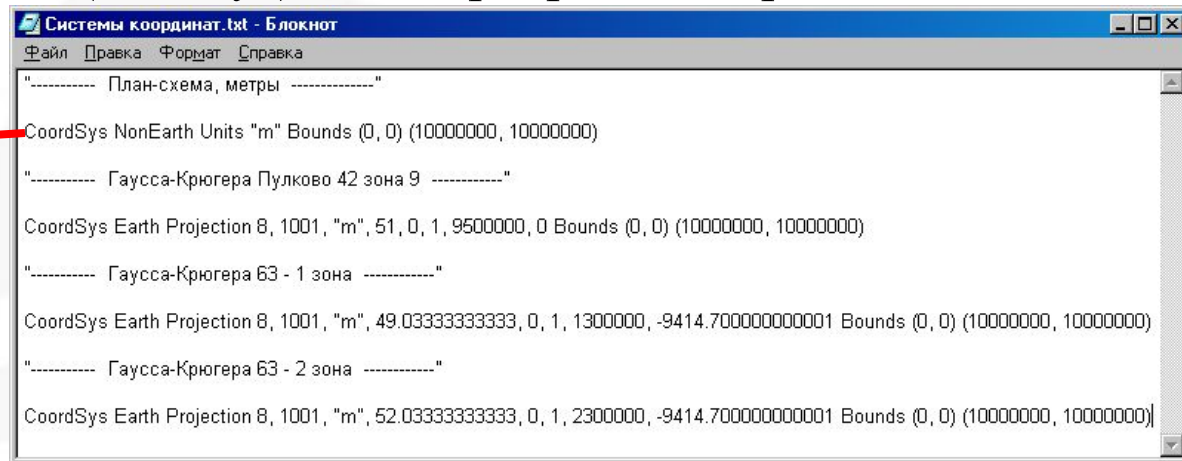 Системы координат.txt - Блокнот
Файл Правка Формат Справка
"----------- План-схема, метры --------------"
CoordSys NonEarth Units "m" Bounds (0, 0) (10000000, 10000000)
"----------- Гаусса-Крюгера Пулково 42 зона 9 ------------"
CoordSys Earth Projection 8, 1001, "m", 51, 0, 1, 9500000, 0 Bounds (0, 0) (10000000, 10000000)
"----------- Гаусса-Крюгера 63 - 1 зона ------------"
CoordSys Earth Projection 8, 1001, "m", 49.03333333333, 0, 1, 1300000, -9414.700000000001 Bounds (0, 0) (10000000, 10000000)
"----------- Гаусса-Крюгера 63 - 2 зона ------------"
CoordSys Earth Projection 8, 1001, "m", 52.03333333333, 0, 1, 2300000, -9414.700000000001 Bounds (0, 0) (10000000, 10000000)